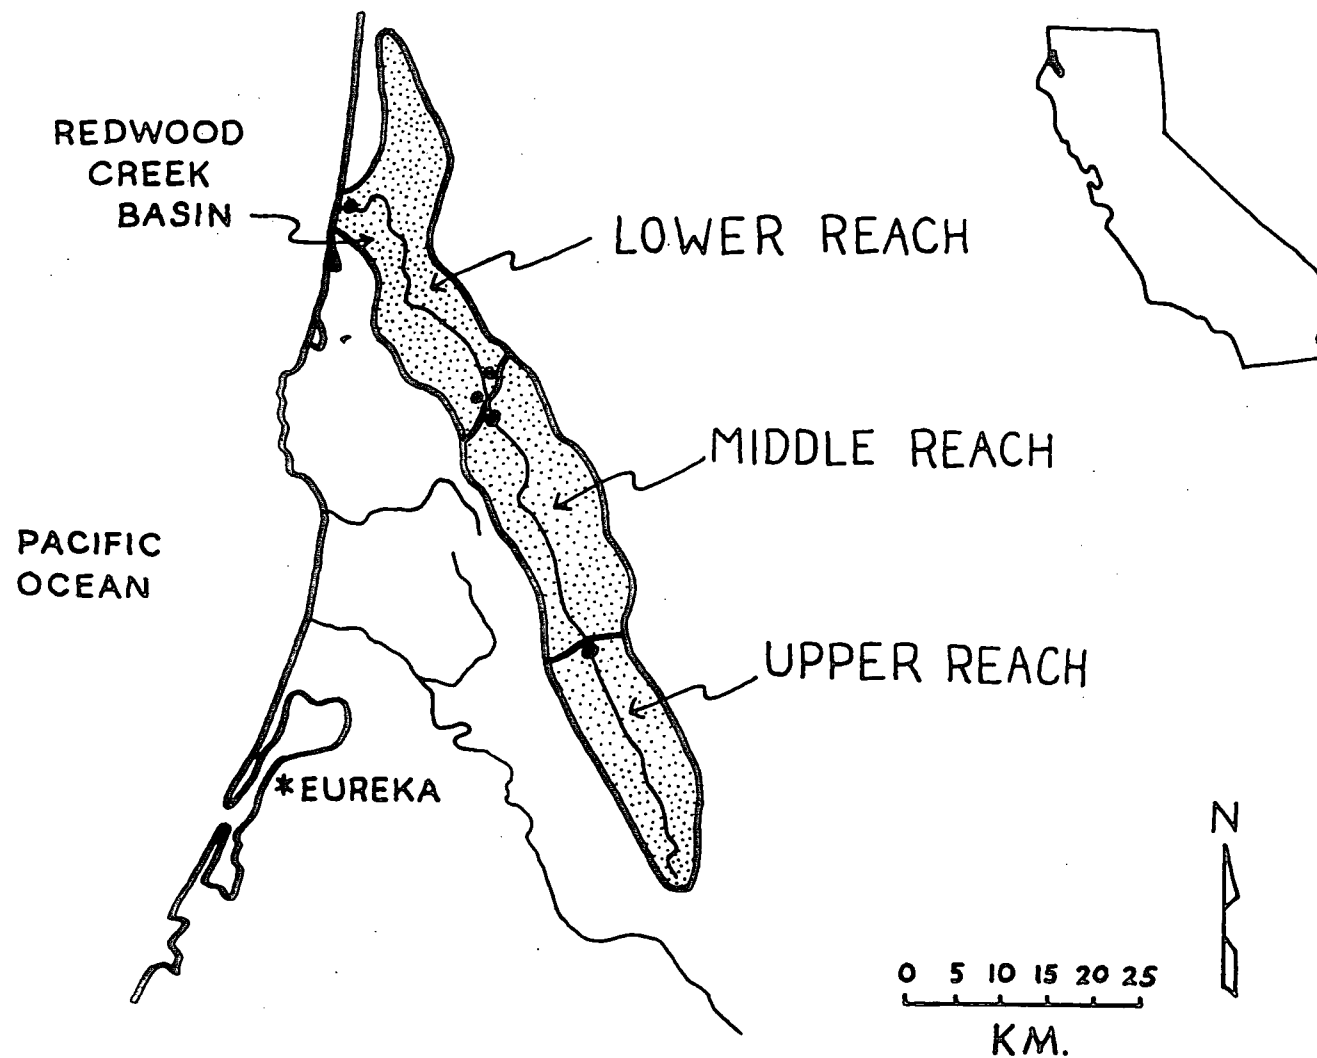 REDWOOD
CREEK
BASIN
LOWER REACH
MIDDLE REACH
PACIFIC
OCEAN
UPPER REACH
*EUREKA
N
0 5 10 15 20 25
KM.